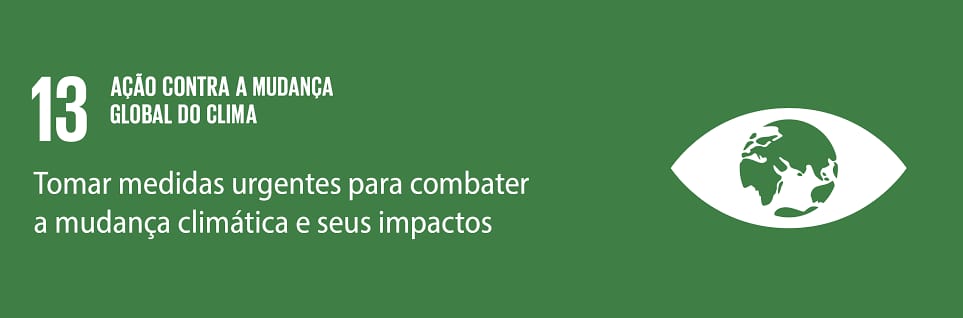 13
AÇÃO CONTRA A MUDANÇA
GLOBAL DO CLIMA
Tomar medidas urgentes para combater
a mudança climática e seus impactos